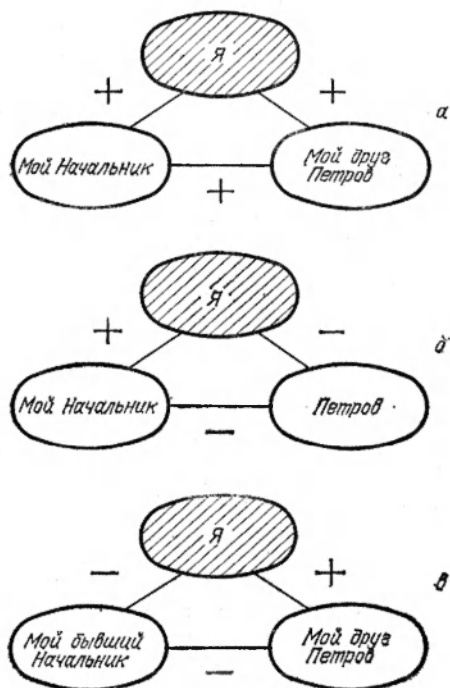 Я
+ +
а
Мой Начальник
Мой друг
Петров
+
Я
+ −
б
Мой Начальник
Петров
−
Я
− +
в
Мой бывший
Начальник
Мой друг
Петров
−